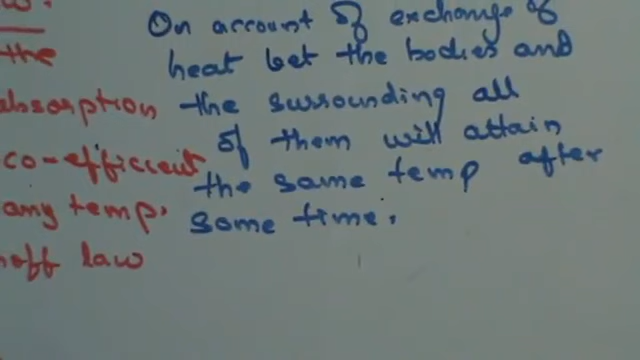 the
absorption
co-efficient
any temp.
hoff law
On account of exchange of
heat bet the bodies and
the surrounding all
of them will attain
the same temp after
some time.